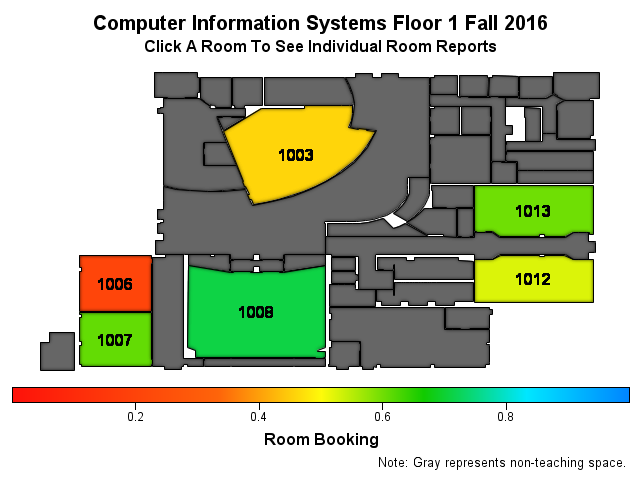 Computer Information Systems Floor 1 Fall 2016
Click A Room To See Individual Room Reports
1003
1013
1006
1012
1008
1007
0.2 0.4 0.6 0.8
Room Booking
Note: Gray represents non-teaching space.